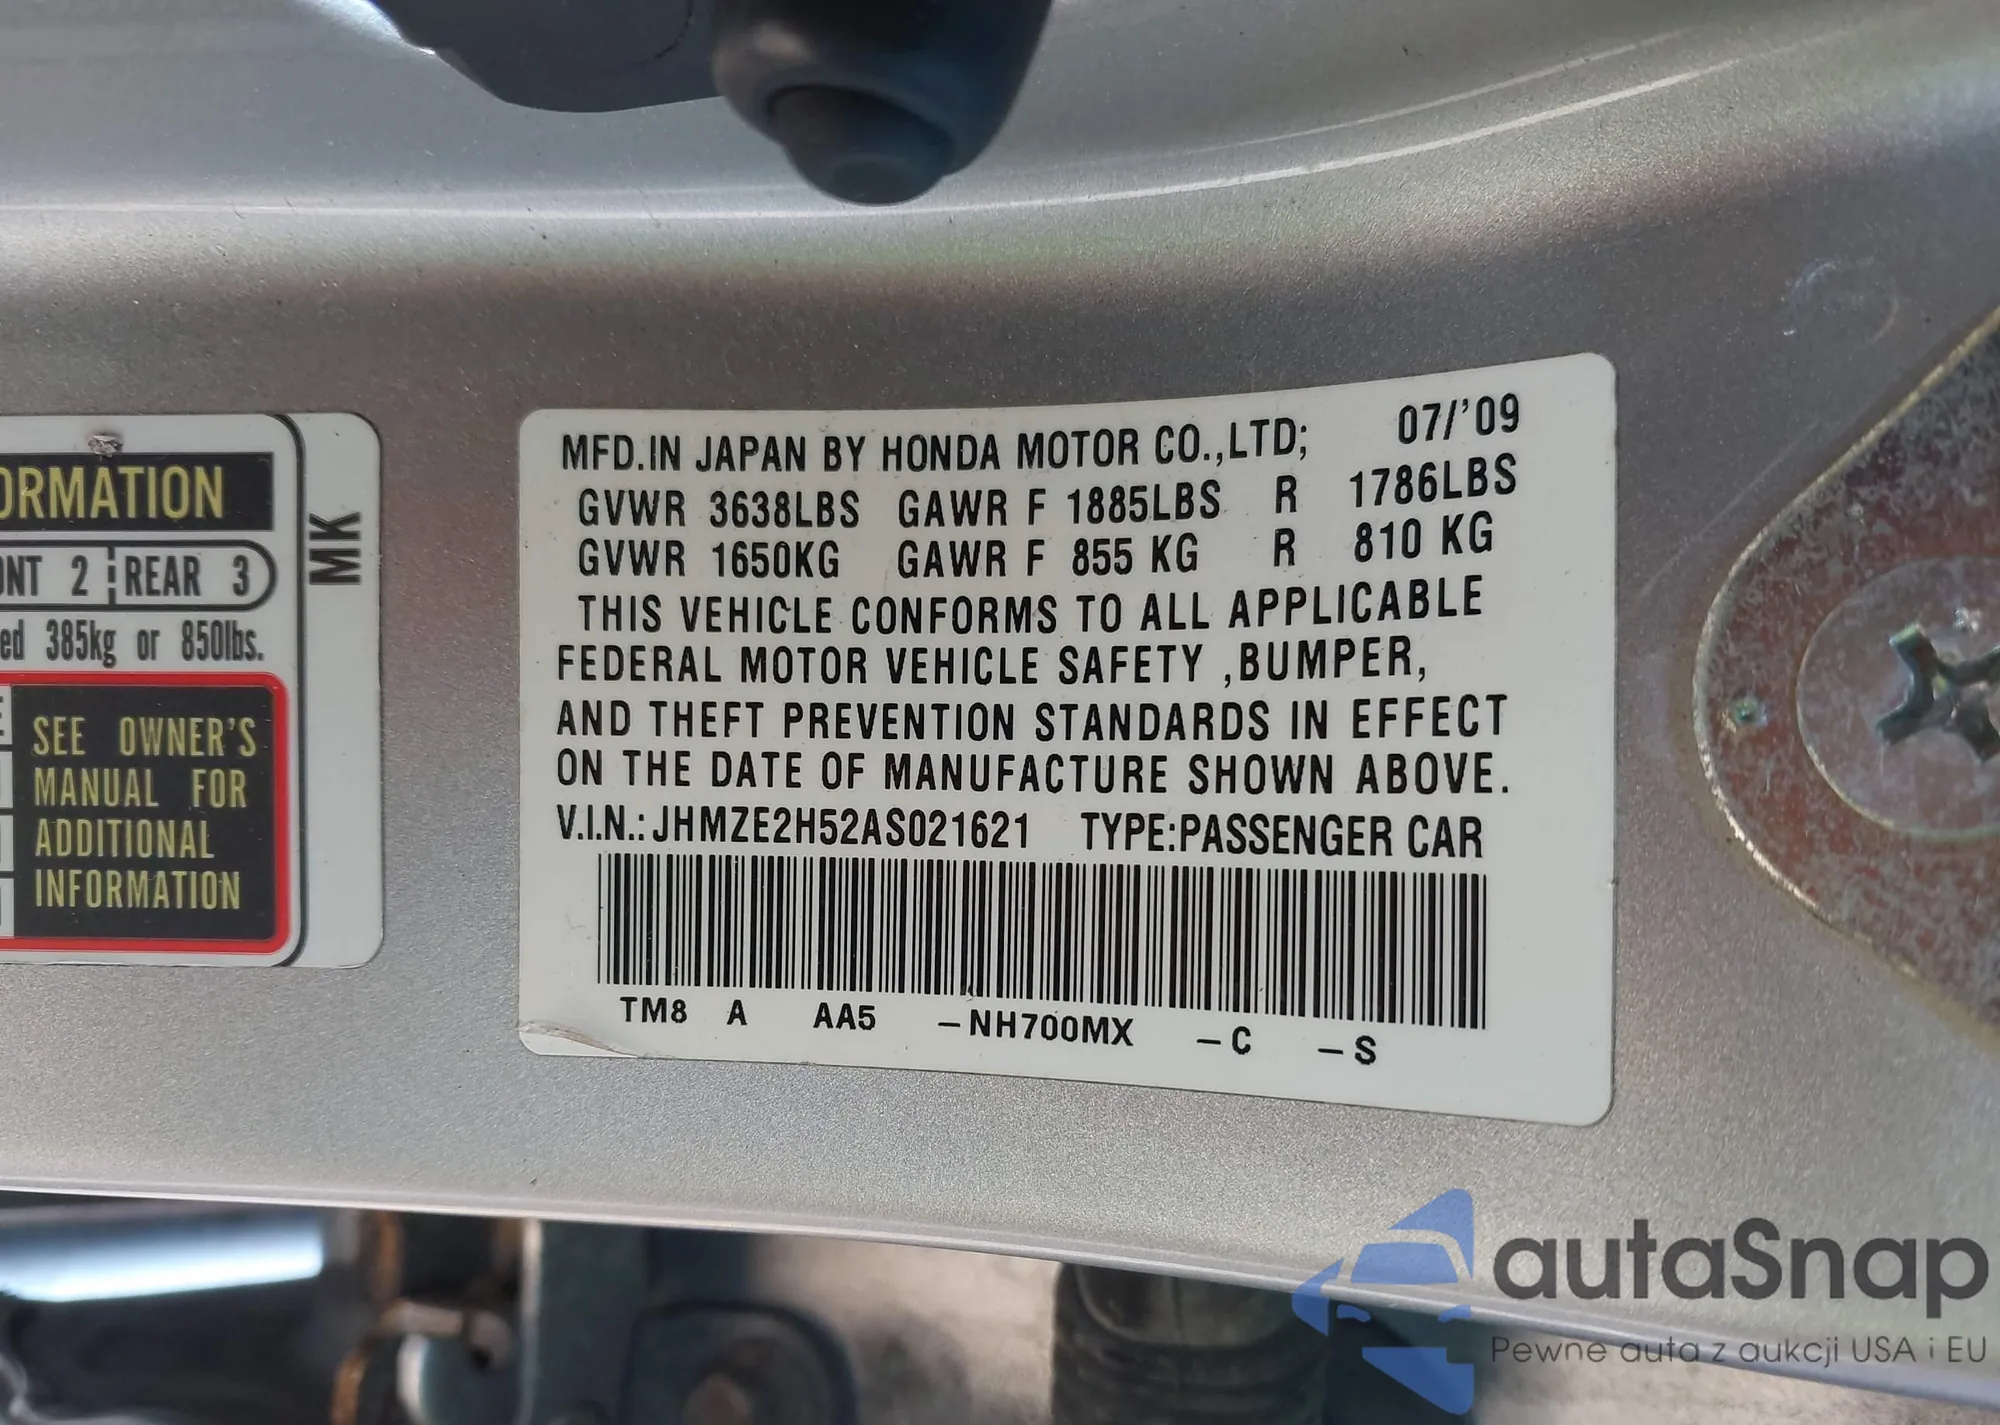 ORMATION
ONT 2 REAR 3
ed 385kg or 850lbs.
SEE OWNER'S
MANUAL FOR
ADDITIONAL
INFORMATION
MK
MFD.IN JAPAN BY HONDA MOTOR CO.,LTD; 07/'09
GVWR 3638LBS GAWR F 1885LBS R 1786LBS
GVWR 1650KG GAWR F 855 KG R 810 KG
THIS VEHICLE CONFORMS TO ALL APPLICABLE
FEDERAL MOTOR VEHICLE SAFETY ,BUMPER,
AND THEFT PREVENTION STANDARDS IN EFFECT
ON THE DATE OF MANUFACTURE SHOWN ABOVE.
V.I.N.: JHMZE2H52AS021621 TYPE:PASSENGER CAR
TM8 A AA5 –NH700MX –C –S
autaSnap
Pewne auta z aukcji USA i EU